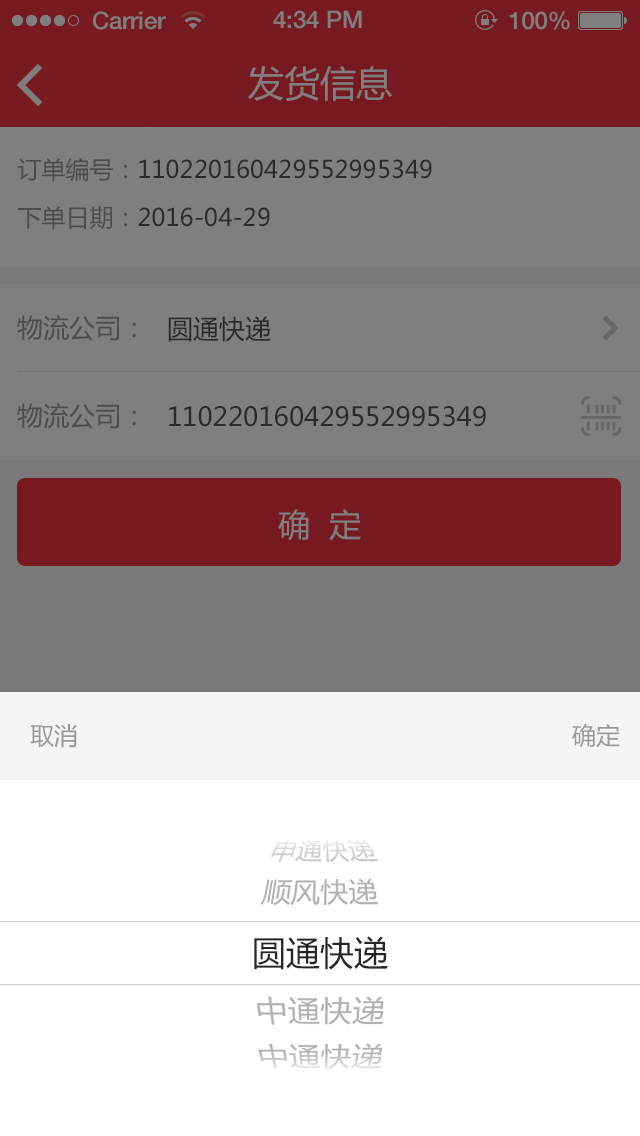 Carrier 4:34 PM 100%
发货信息
订单编号：110220160429552995349
下单日期：2016-04-29
物流公司： 圆通快递
物流公司： 110220160429552995349
确 定
取消 确定
申通快递
顺风快递
圆通快递
中通快递
中通快递